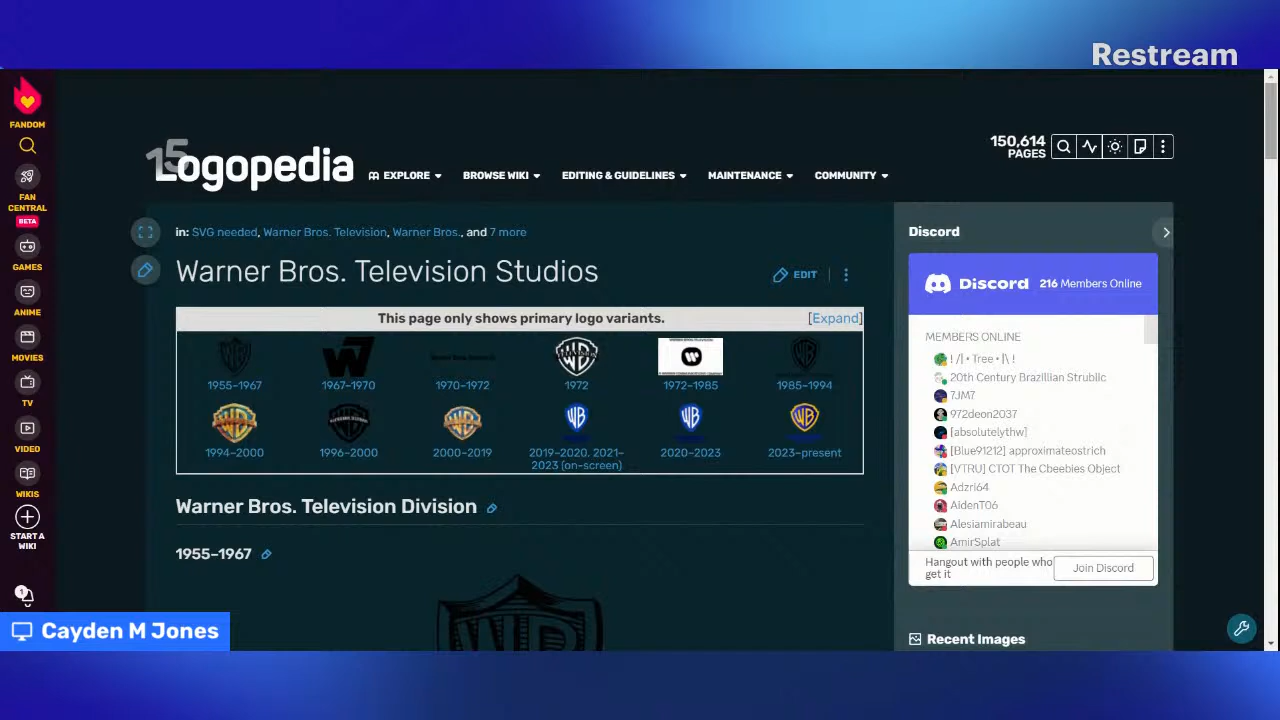 Restream
FANDOM
FAN CENTRAL
BETA
GAMES
ANIME
MOVIES
TV
VIDEO
WIKIS
START A WIKI
1
15
Logopedia
EXPLORE
BROWSE WIKI
EDITING & GUIDELINES
MAINTENANCE
COMMUNITY
150,614
PAGES
in: SVG needed, Warner Bros. Television, Warner Bros., and 7 more
Warner Bros. Television Studios
EDIT
This page only shows primary logo variants.
[Expand]
1955–1967
1967–1970
1970–1972
1972
1972–1985
1985–1994
1994–2000
1996–2000
2000–2019
2019–2020, 2021–
2023 (on-screen)
2020–2023
2023–present
Warner Bros. Television Division
1955–1967
Discord
Discord
216 Members Online
MEMBERS ONLINE
! /| • Tree • |\ !
20th Century Brazillian Strublic
7JM7
972deon2037
[absolutelythw]
[Blue91212] approximateostrich
[VTRU] CTOT The Cbeebies Object
Adzri64
AidenT06
Alesiamirabeau
AmirSplat
Hangout with people who
get it
Join Discord
Recent Images
Cayden M Jones